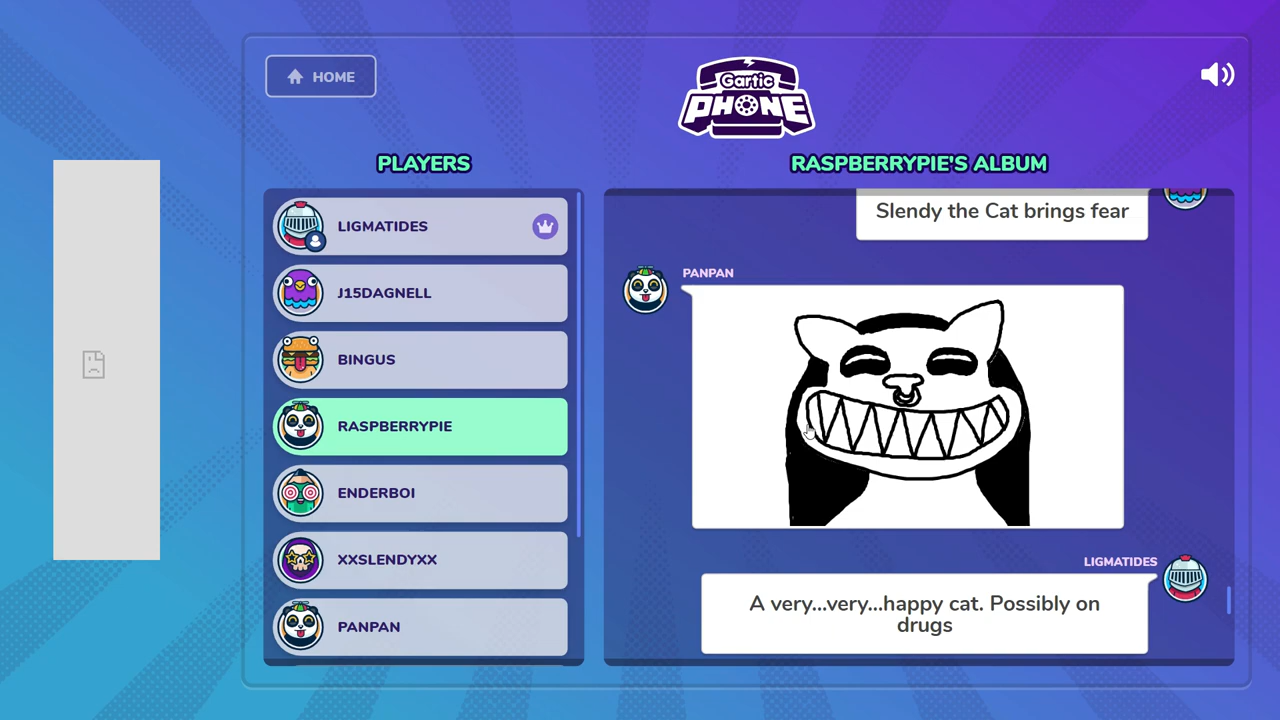 HOME
Gartic
PHONE
PLAYERS
RASPBERRYPIE'S ALBUM
LIGMATIDES
J15DAGNELL
BINGUS
RASPBERRYPIE
ENDERBOI
XXSLENDYXX
PANPAN
Slendy the Cat brings fear
PANPAN
LIGMATIDES
A very...very...happy cat. Possibly on
drugs